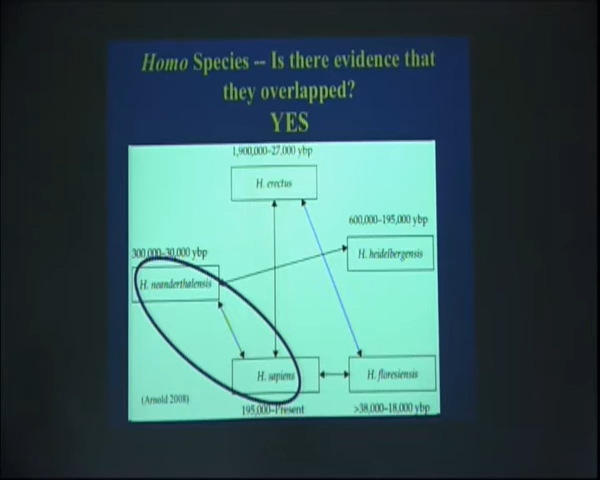 Homo Species -- Is there evidence that
they overlapped?
YES
1,900,000–27,000 ybp
H. erectus
600,000–195,000 ybp
H. heidelbergensis
300,000–30,000 ybp
H. neanderthalensis
H. sapiens
H. floresiensis
(Arnold 2008)
195,000–Present
>38,000–18,000 ybp